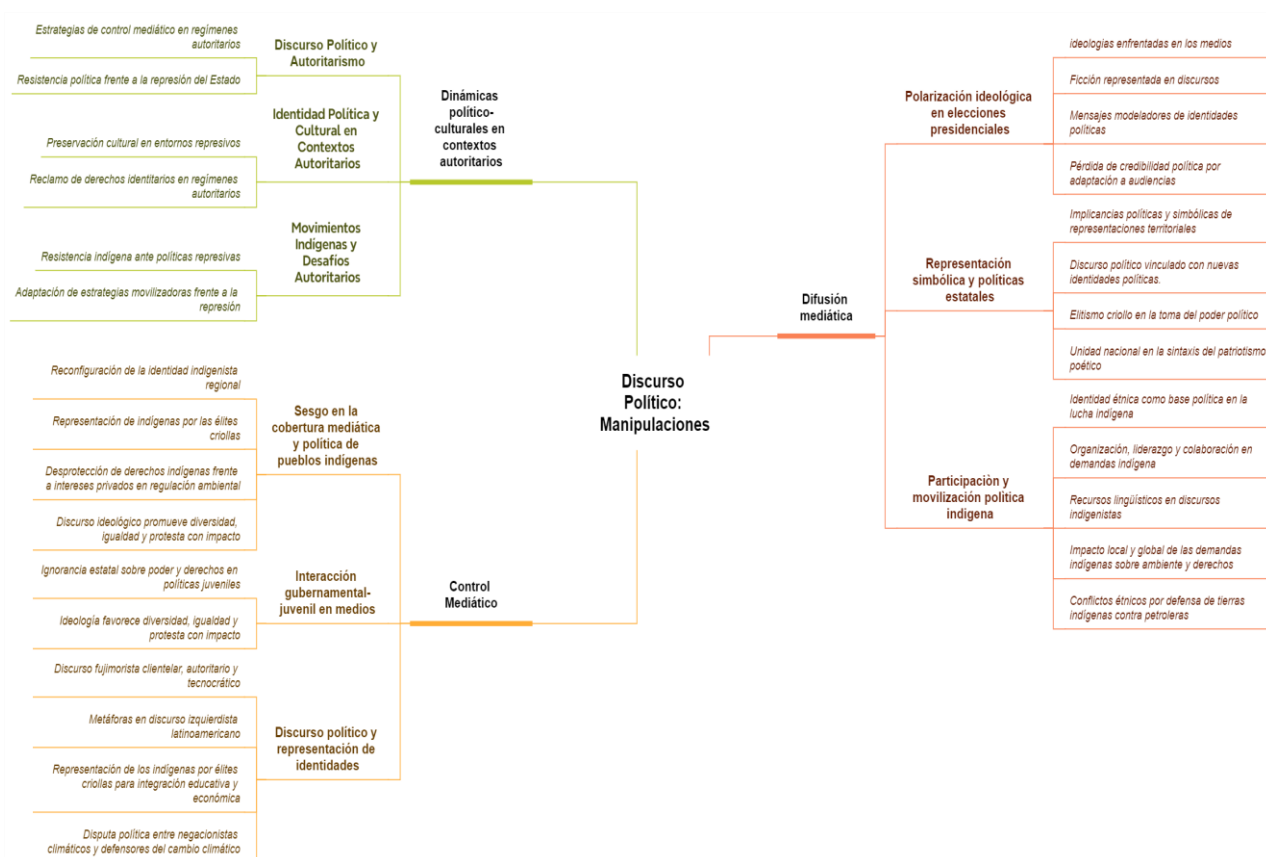 Discurso
Político:
Manipulaciones
Dinámicas
político-
culturales en
contextos
autoritarios
Discurso Político y
Autoritarismo
Estrategias de control mediático en regímenes
autoritarios
Resistencia política frente a la represión del Estado
Identidad Política y
Cultural en
Contextos
Autoritarios
Preservación cultural en entornos represivos
Reclamo de derechos identitarios en regímenes
autoritarios
Movimientos
Indígenas y
Desafíos
Autoritarios
Resistencia indígena ante políticas represivas
Adaptación de estrategias movilizadoras frente a la
represión
Control
Mediático
Sesgo en la
cobertura mediática
y política de
pueblos indígenas
Reconfiguración de la identidad indigenista
regional
Representación de indígenas por las élites
criollas
Desprotección de derechos indígenas frente
a intereses privados en regulación ambiental
Discurso ideológico promueve diversidad,
Igualdad y protesta con impacto
Interacción
gubernamental-
juvenil en medios
Ignorancia estatal sobre poder y derechos en
políticas juveniles
Ideología favorece diversidad, igualdad y
protesta con impacto
Discurso político y
representación de
identidades
Discurso fujimorista clientelar, autoritario y
tecnocrático
Metáforas en discurso izquierdista
latinoamericano
Representación de los indígenas por élites
criollas para integración educativa y
económica
Disputa política entre negacionistas
climáticos y defensores del cambio climático
Difusión
mediática
Polarización ideológica
en elecciones
presidenciales
ideologías enfrentadas en los medios
Ficción representada en discursos
Mensajes modeladores de identidades
políticas
Pérdida de credibilidad política por
adaptación a audiencias
Representación
simbólica y políticas
estatales
Implicancias políticas y simbólicas de
representaciones territoriales
Discurso político vinculado con nuevas
identidades políticas.
Elitismo criollo en la toma del poder político
Unidad nacional en la sintaxis del patriotismo
poético
Participaciòn y
movilización politica
indigena
Identidad étnica como base política en la
lucha indígena
Organización, liderazgo y colaboración en
demandas indígena
Recursos lingüísticos en discursos
indigenistas
Impacto local y global de las demandas
indígenas sobre ambiente y derechos
Conflictos étnicos por defensa de tierras
indígenas contra petroleras